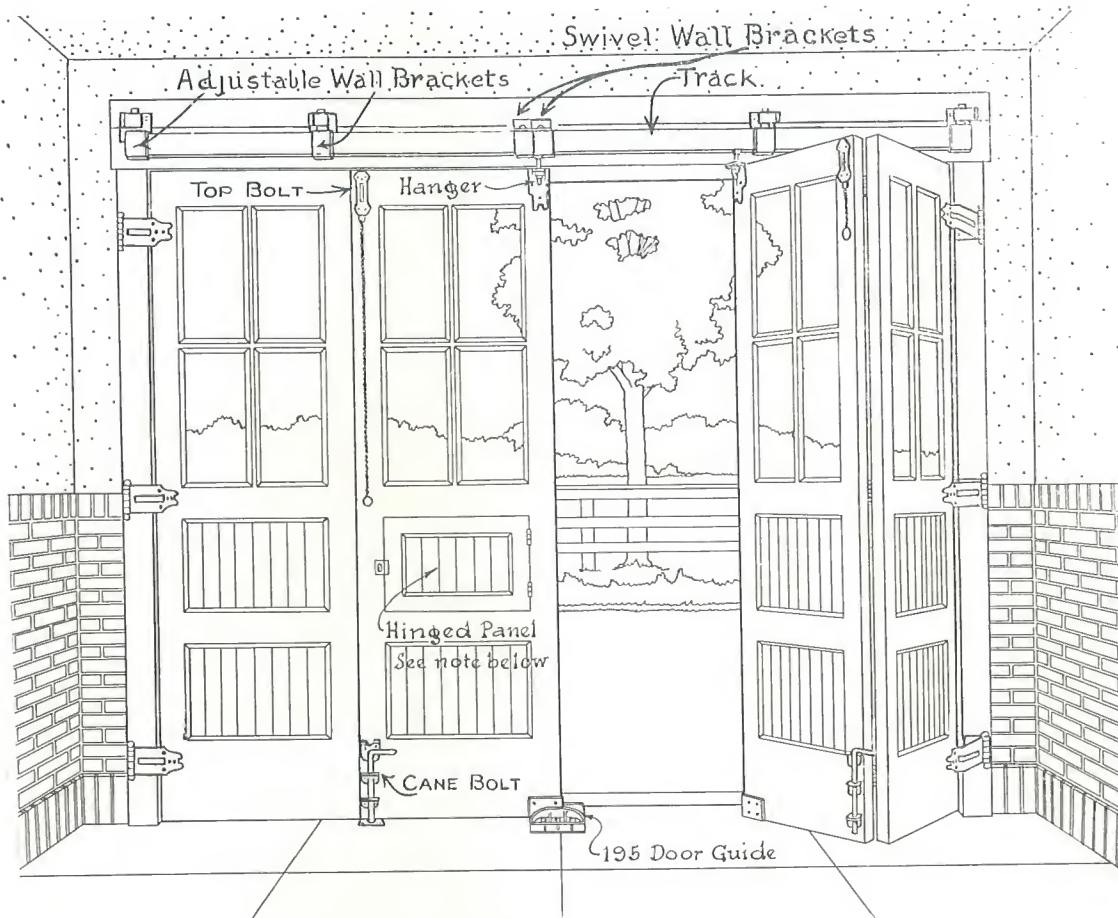 Swivel Wall Brackets
Adjustable Wall Brackets
Track
TOP BOLT
Hanger
Hinged Panel
See note below
CANE BOLT
195 Door Guide